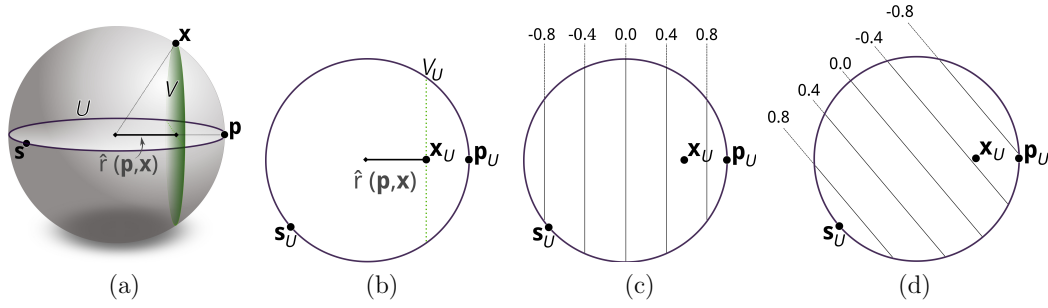 x
V
U
p
s
r̂ (p,x)
(a)
V_U
x_U
p_U
r̂ (p,x)
s_U
(b)
-0.8 -0.4 0.0 0.4 0.8
x_U
p_U
s_U
(c)
-0.8
-0.4
0.0
0.4
0.8
x_U
p_U
s_U
(d)